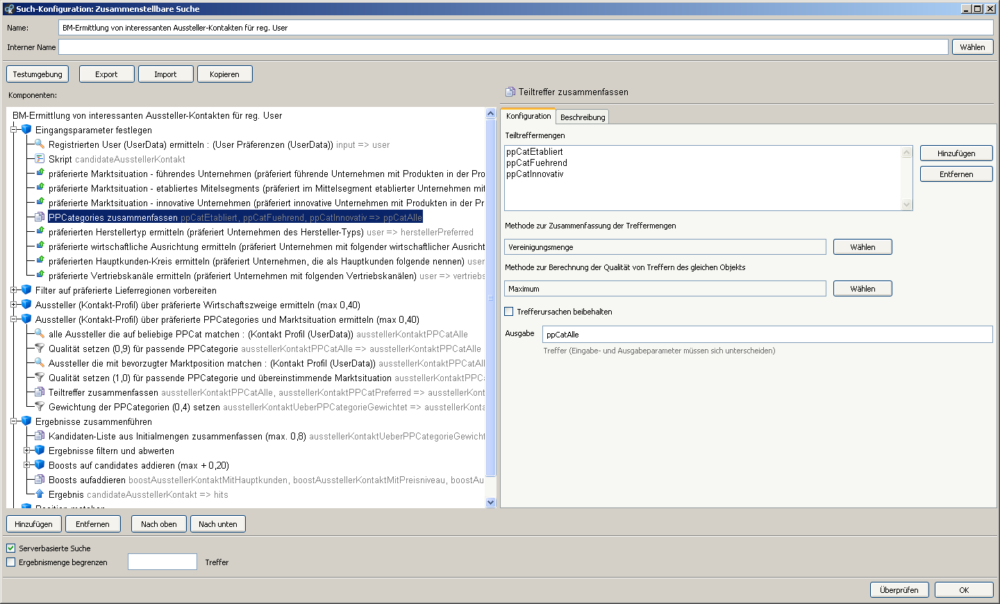 Such-Konfiguration: Zusammenstellbare Suche
Name:
BM-Ermittlung von interessanten Aussteller-Kontakten für reg. User
Interner Name
Wählen
Testumgebung
Export
Import
Kopieren
Komponenten:
BM-Ermittlung von interessanten Aussteller-Kontakten für reg. User
Eingangsparameter festlegen
Registrierten User (UserData) ermitteln : (User Präferenzen (UserData)) input => user
Skript candidateAusstellerKontakt
präferierte Marktsituation - führendes Unternehmen (präferiert führende Unternehmen mit Produkten in der Pro
präferierte Marktsituation - etabliertes Mitelsegments (präferiert im Mittelsegment etablierter Unternehmen mit
präferierte Marktsituation - innovative Unternehmen (präferiert innovative Unternehmen mit Produkten in der Pr
PPCategories zusammenfassen ppCatEtabliert, ppCatFuehrend, ppCatInnovativ => ppCatAlle
präferierten Herstellertyp ermitteln (präferiert Unternehmen des Hersteller-Typs) user => herstellerPreferred
präferierte wirtschaftliche Ausrichtung ermitteln (präferiert Unternehmen mit folgender wirtschaftlicher Ausricht
präferierten Hauptkunden-Kreis ermitteln (präferiert Unternehmen, die als Hauptkunden folgende nennen) user
präferierte Vertriebskanäle ermitteln (präferiert Unternehmen mit folgenden Vertriebskanälen) user => vertriebs
Filter auf präferierte Lieferregionen vorbereiten
Aussteller (Kontakt-Profil) über präferierte Wirtschaftszweige ermitteln (max 0,40)
Aussteller (Kontakt-Profil) über präferierte PPCategories und Marktsituation ermitteln (max 0,40)
alle Aussteller die auf beliebige PPCat matchen : (Kontakt Profil (UserData)) ausstellerKontaktPPCatAlle
Qualität setzen (0,9) für passende PPCategorie ausstellerKontaktPPCatAlle => ausstellerKontaktPPCatAlle
Aussteller die mit bevorzugter Marktposition matchen : (Kontakt Profil (UserData)) ausstellerKontaktPPCatAll
Qualität setzen (1,0) für passende PPCategorie und übereinstimmende Marktsituation ausstellerKontaktPPCa
Teiltreffer zusammenfassen ausstellerKontaktPPCatAlle, ausstellerKontaktPPCatPreferred => ausstellerKont
Gewichtung der PPCategorien (0,4) setzen ausstellerKontaktUeberPPCategorieGewichtet => ausstellerKonta
Ergebnisse zusammenführen
Kandidaten-Liste aus Initialmengen zusammenfassen (max. 0,8) ausstellerKontaktUeberPPCategorieGewicht
Ergebnisse filtern und abwerten
Boosts auf candidates addieren (max + 0,20)
Boosts aufaddieren boostAusstellerKontaktMitHauptkunden, boostAusstellerKontaktMitPreisniveau, boostAu
Ergebnis candidateAusstellerKontakt => hits
Hinzufügen
Entfernen
Nach oben
Nach unten
Serverbasierte Suche
Ergebnismenge begrenzen
Treffer
Teiltreffer zusammenfassen
Konfiguration
Beschreibung
Teiltreffermengen
ppCatEtabliert
ppCatFuehrend
ppCatInnovativ
Hinzufügen
Entfernen
Methode zur Zusammenfassung der Treffermengen
Vereinigungsmenge
Wählen
Methode zur Berechnung der Qualität von Treffern des gleichen Objekts
Maximum
Wählen
Trefferursachen beibehalten
Ausgabe
ppCatAlle
Treffer (Eingabe- und Ausgabeparameter müssen sich unterscheiden)
Überprüfen
OK